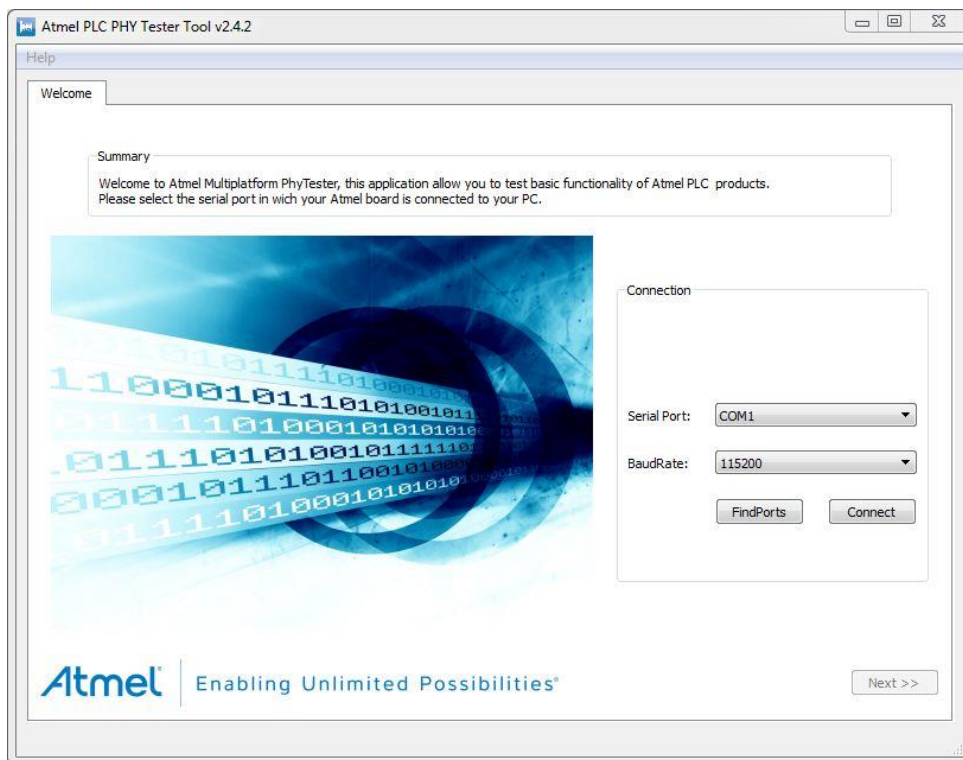 Atmel PLC PHY Tester Tool v2.4.2
Help
Welcome
Summary
Welcome to Atmel Multiplatform PhyTester, this application allow you to test basic functionality of Atmel PLC products.
Please select the serial port in wich your Atmel board is connected to your PC.
Connection
Serial Port: COM1
BaudRate: 115200
FindPorts Connect
Atmel® Enabling Unlimited Possibilities®
Next >>